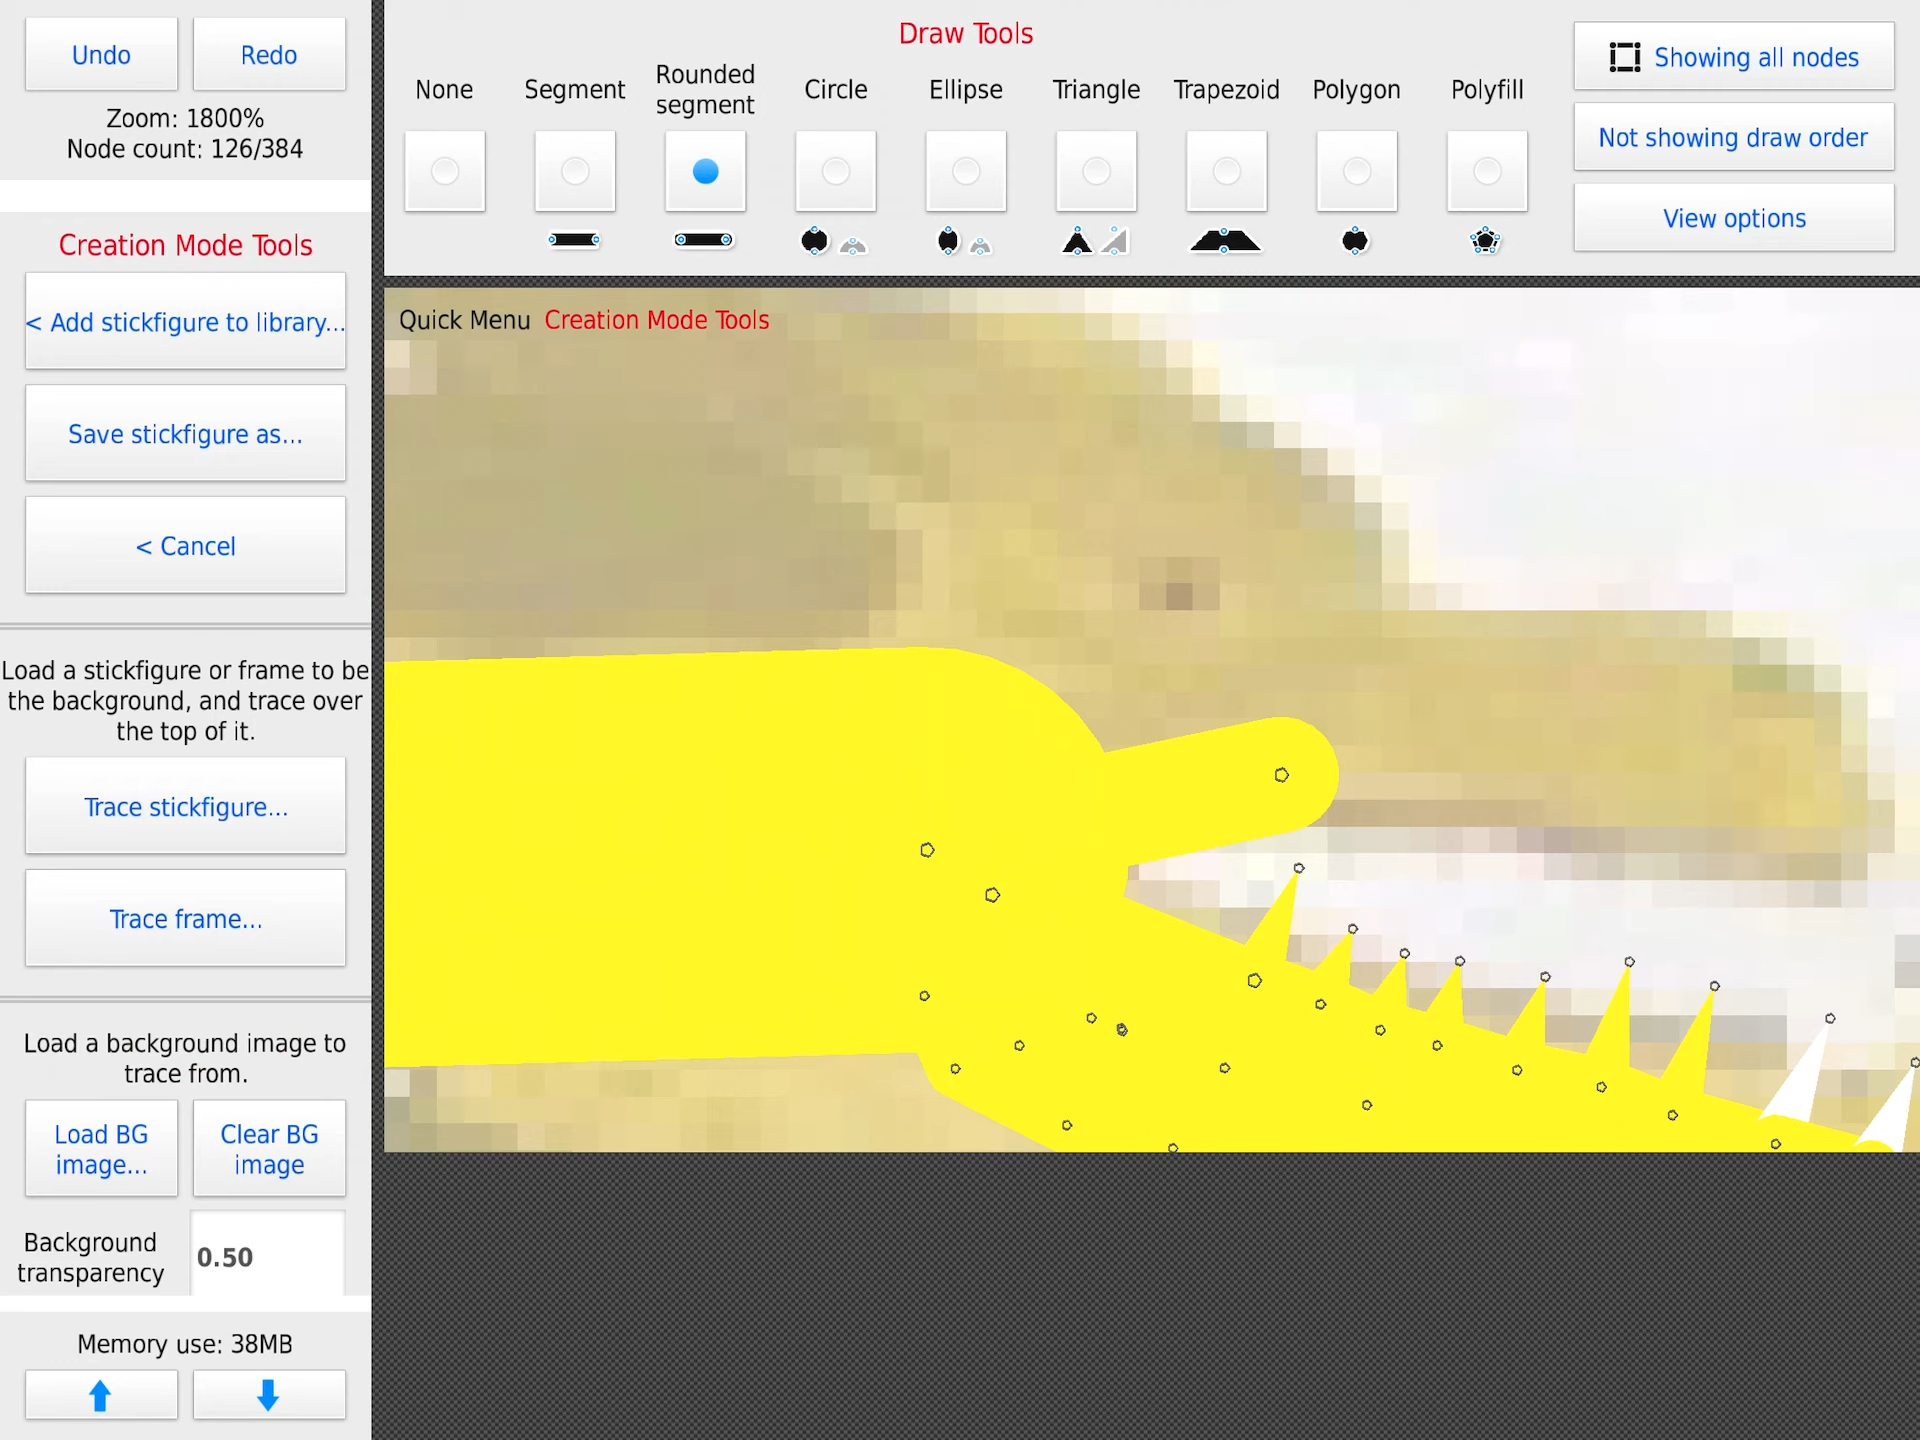 Undo
Redo
Zoom: 1800%
Node count: 126/384
Creation Mode Tools
< Add stickfigure to library...
Save stickfigure as...
< Cancel
Load a stickfigure or frame to be
the background, and trace over
the top of it.
Trace stickfigure...
Trace frame...
Load a background image to
trace from.
Load BG
image...
Clear BG
image
Background
transparency
0.50
Memory use: 38MB
Draw Tools
None
Segment
Rounded
segment
Circle
Ellipse
Triangle
Trapezoid
Polygon
Polyfill
Showing all nodes
Not showing draw order
View options
Quick Menu Creation Mode Tools